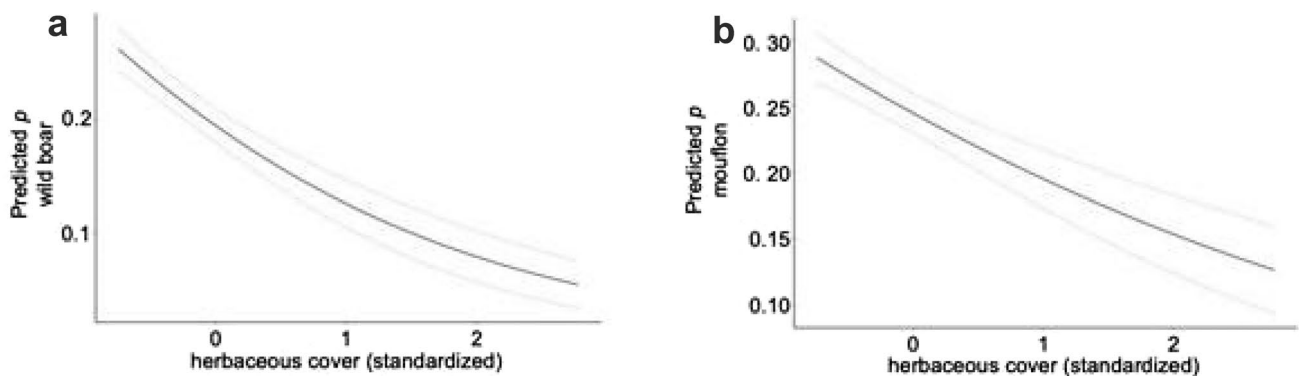 a
Predicted p
wild boar
0.2
0.1
0
1
2
herbaceous cover (standardized)
b
Predicted p
mouflon
0. 30
0.25
0. 20
0.15
0.10
0
1
2
herbaceous cover (standardized)